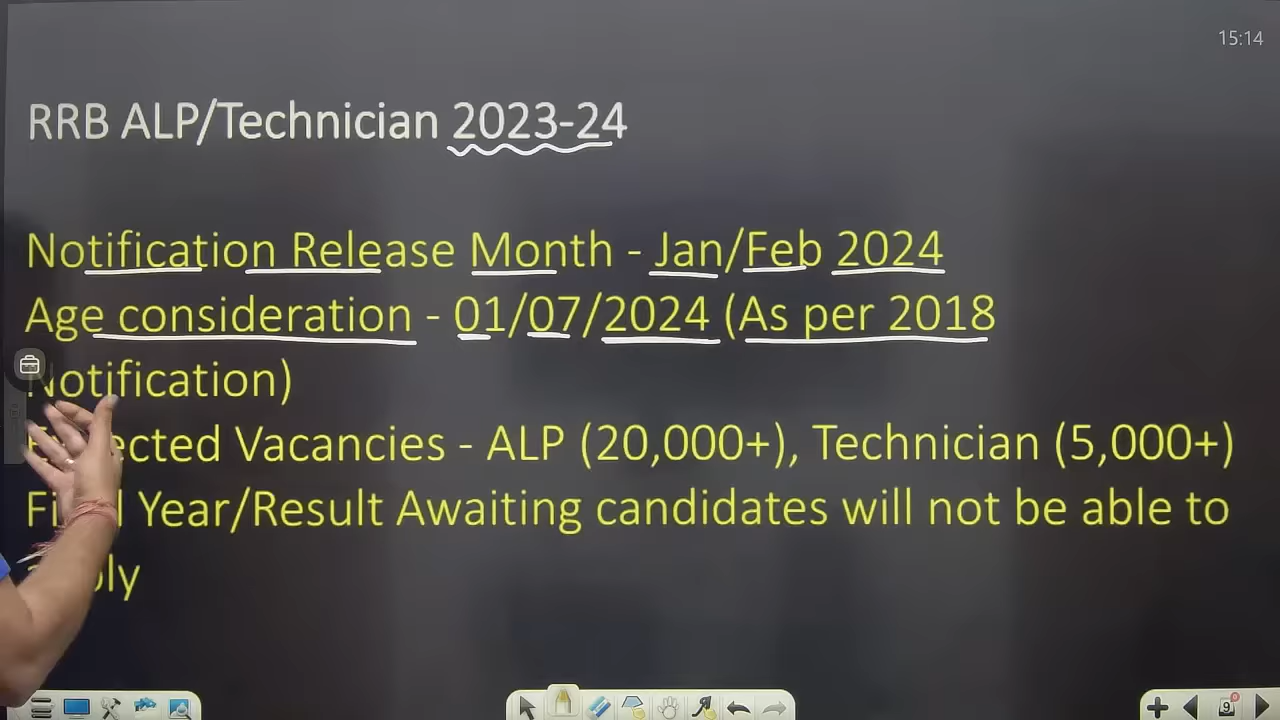 15:14
RRB ALP/Technician 2023-24
Notification Release Month - Jan/Feb 2024
Age consideration - 01/07/2024 (As per 2018
Notification)
Vacancies - ALP (20,000+), Technician (5,000+)
Year/Result Awaiting candidates will not be able to
9